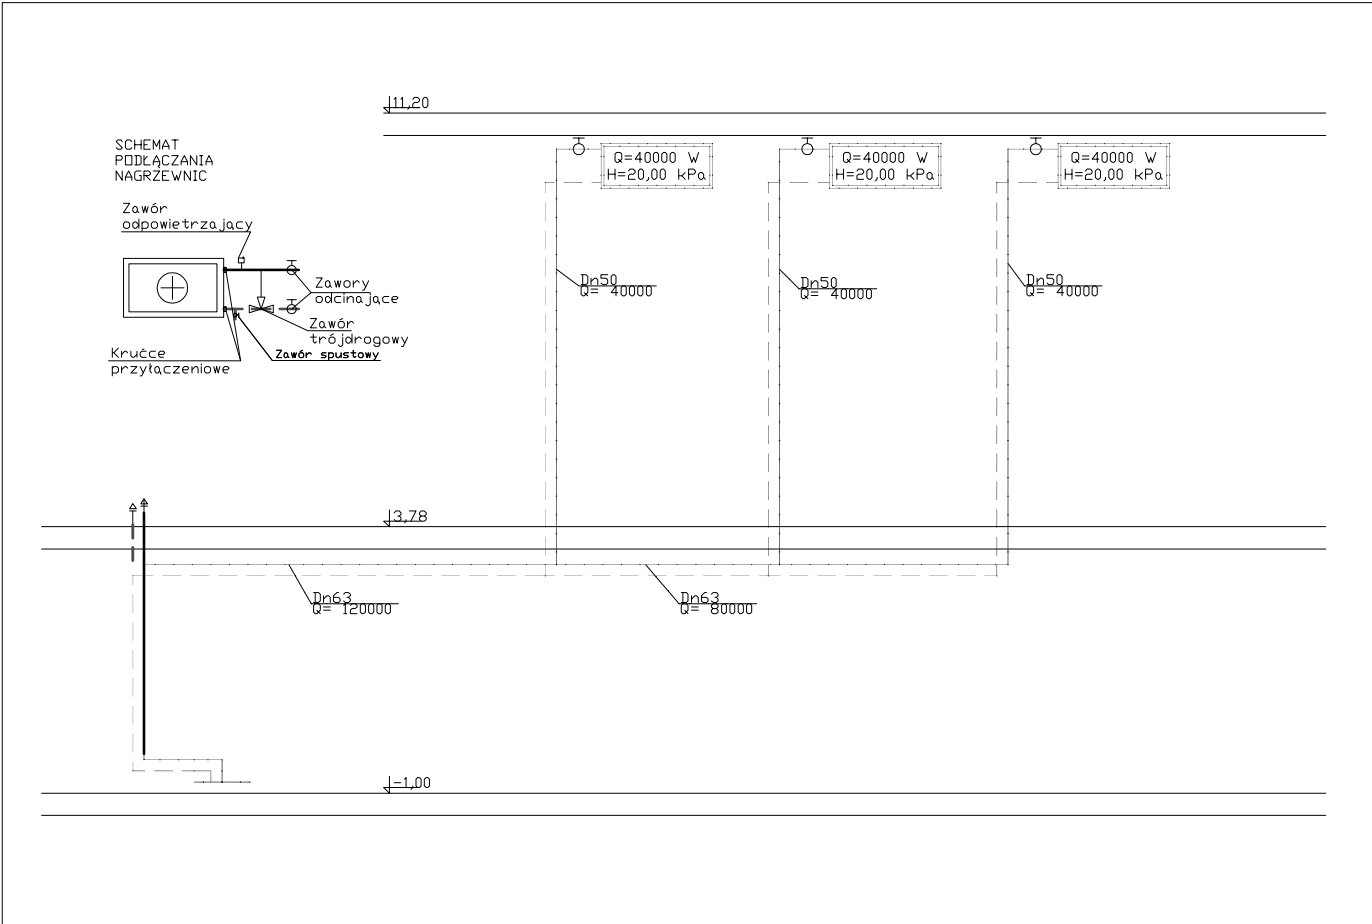 11,20
SCHEMAT
PODŁĄCZANIA
NAGRZEWNIC
Q=40000 W
H=20,00 kPa
Q=40000 W
H=20,00 kPa
Q=40000 W
H=20,00 kPa
Zawór
odpowietrzający
Zawory
odcinające
Zawór
trójdrogowy
Zawór spustowy
Kručce
przyłączeniowe
Dn50
Q= 40000
Dn50
Q= 40000
Dn50
Q= 40000
3,78
Dn63
Q= 120000
Dn63
Q= 80000
-1,00